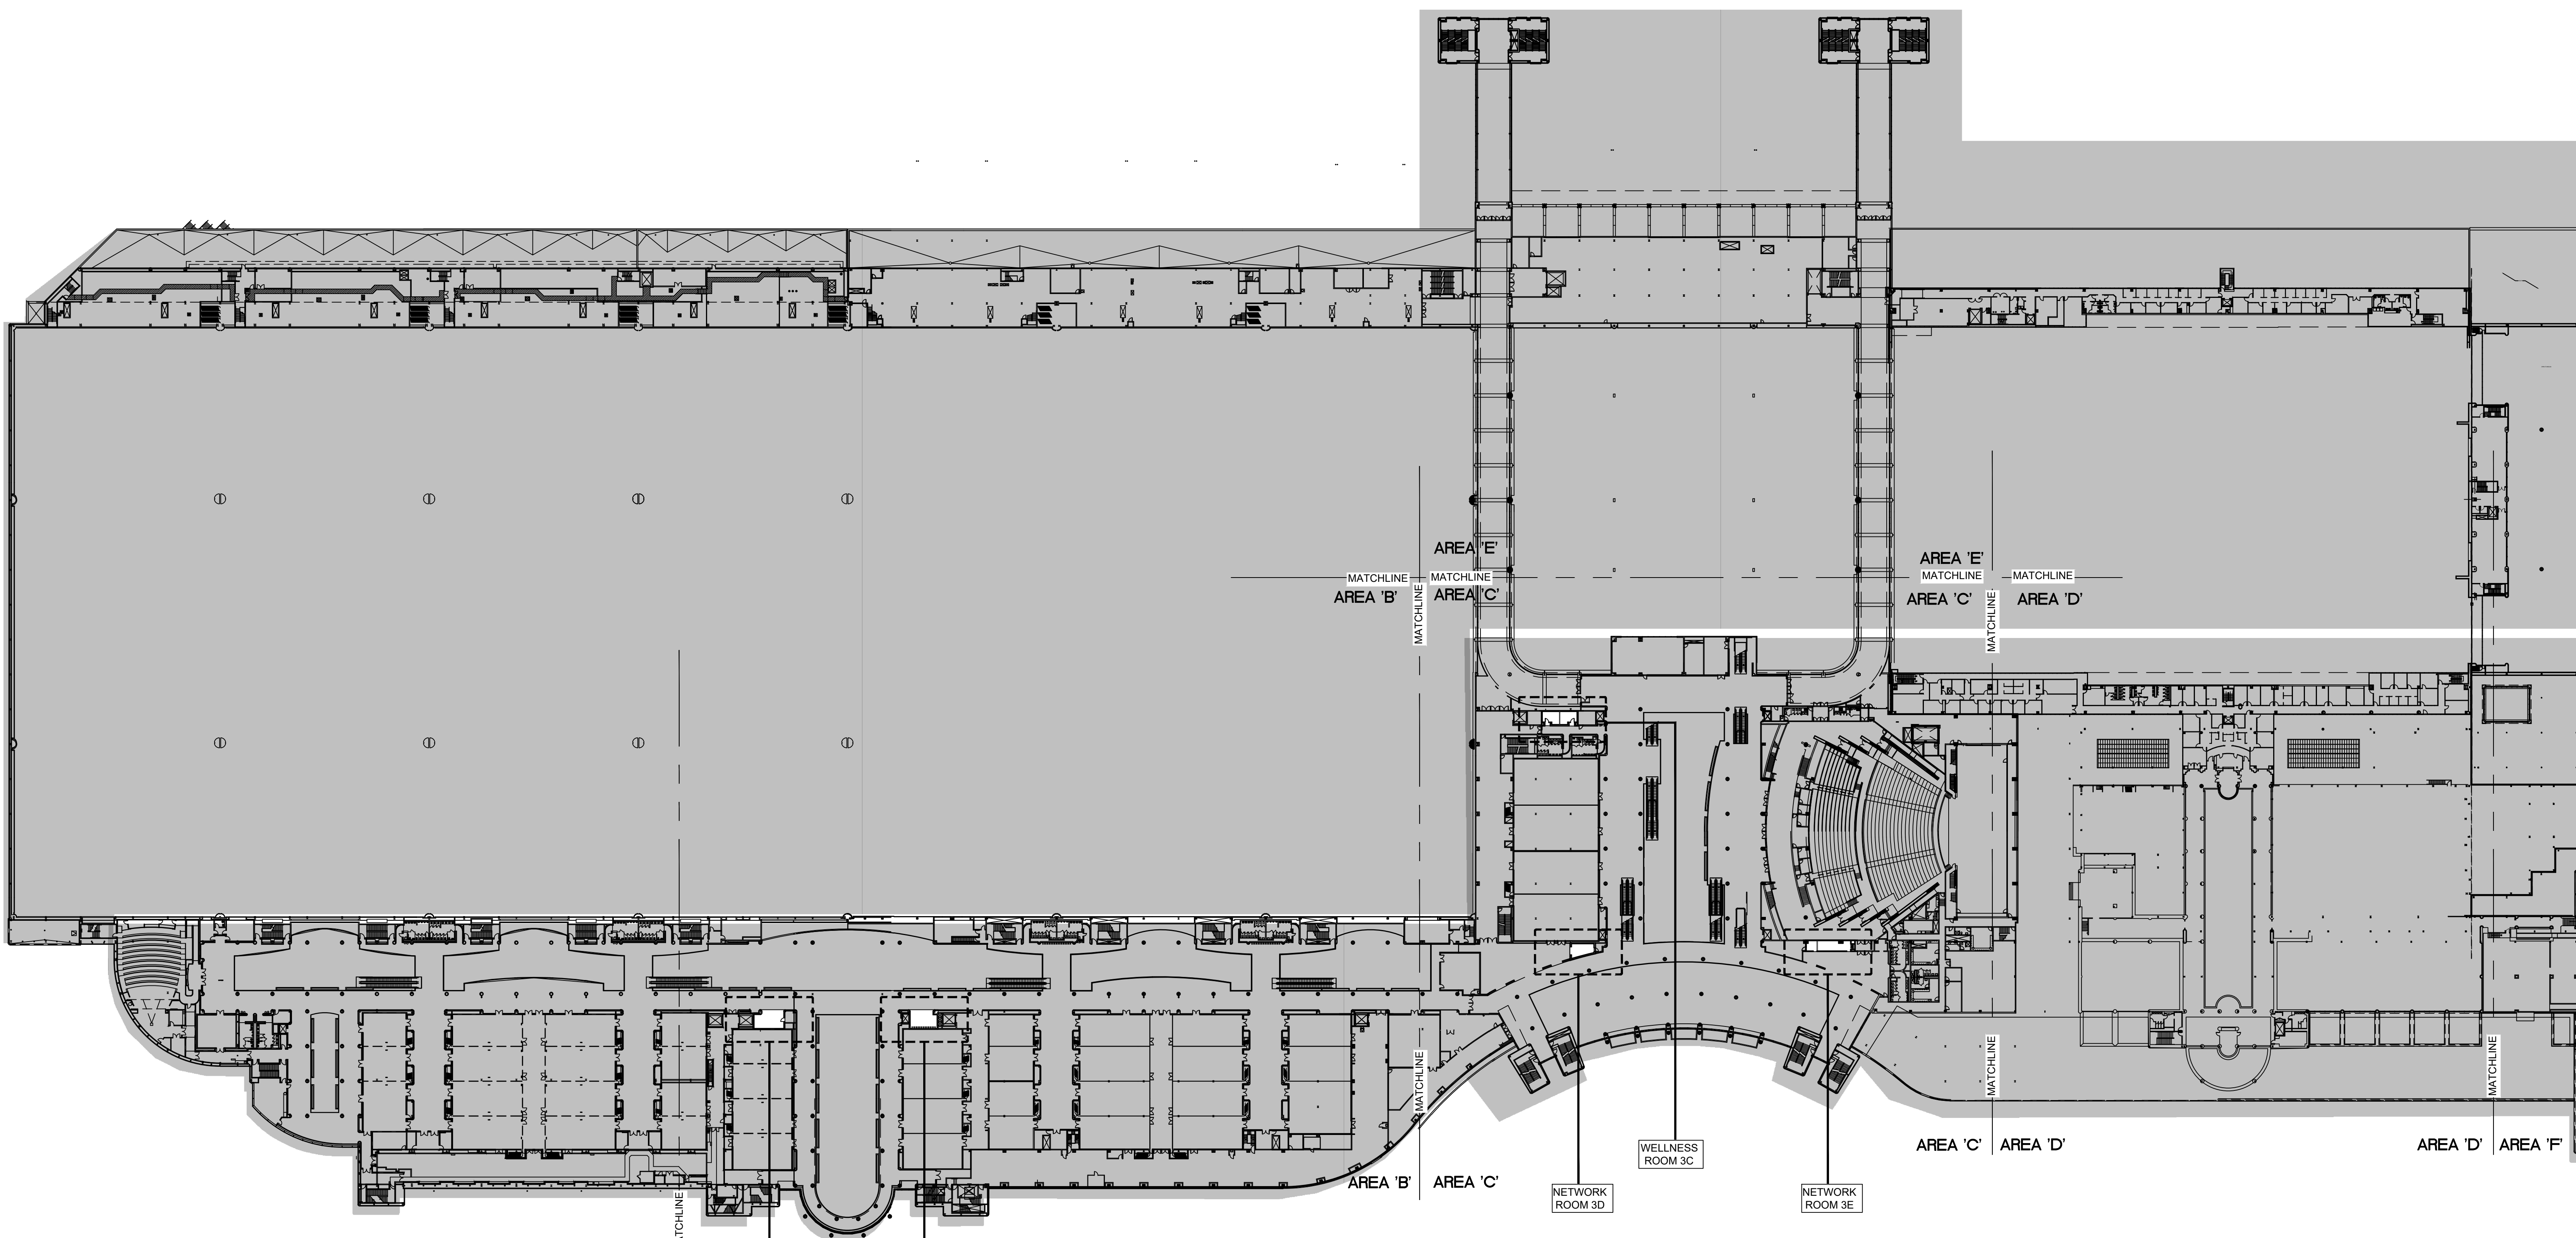 AREA 'E'
AREA 'E'
MATCHLINE
MATCHLINE
MATCHLINE
MATCHLINE
AREA 'B'
AREA 'C'
AREA 'C'
AREA 'D'
MATCHLINE
MATCHLINE
MATCHLINE
MATCHLINE
MATCHLINE
AREA 'C'
AREA 'D'
AREA 'D'
AREA 'F'
WELLNESS
ROOM 3C
AREA 'B'
AREA 'C'
NETWORK
ROOM 3D
NETWORK
ROOM 3E
MATCHLINE